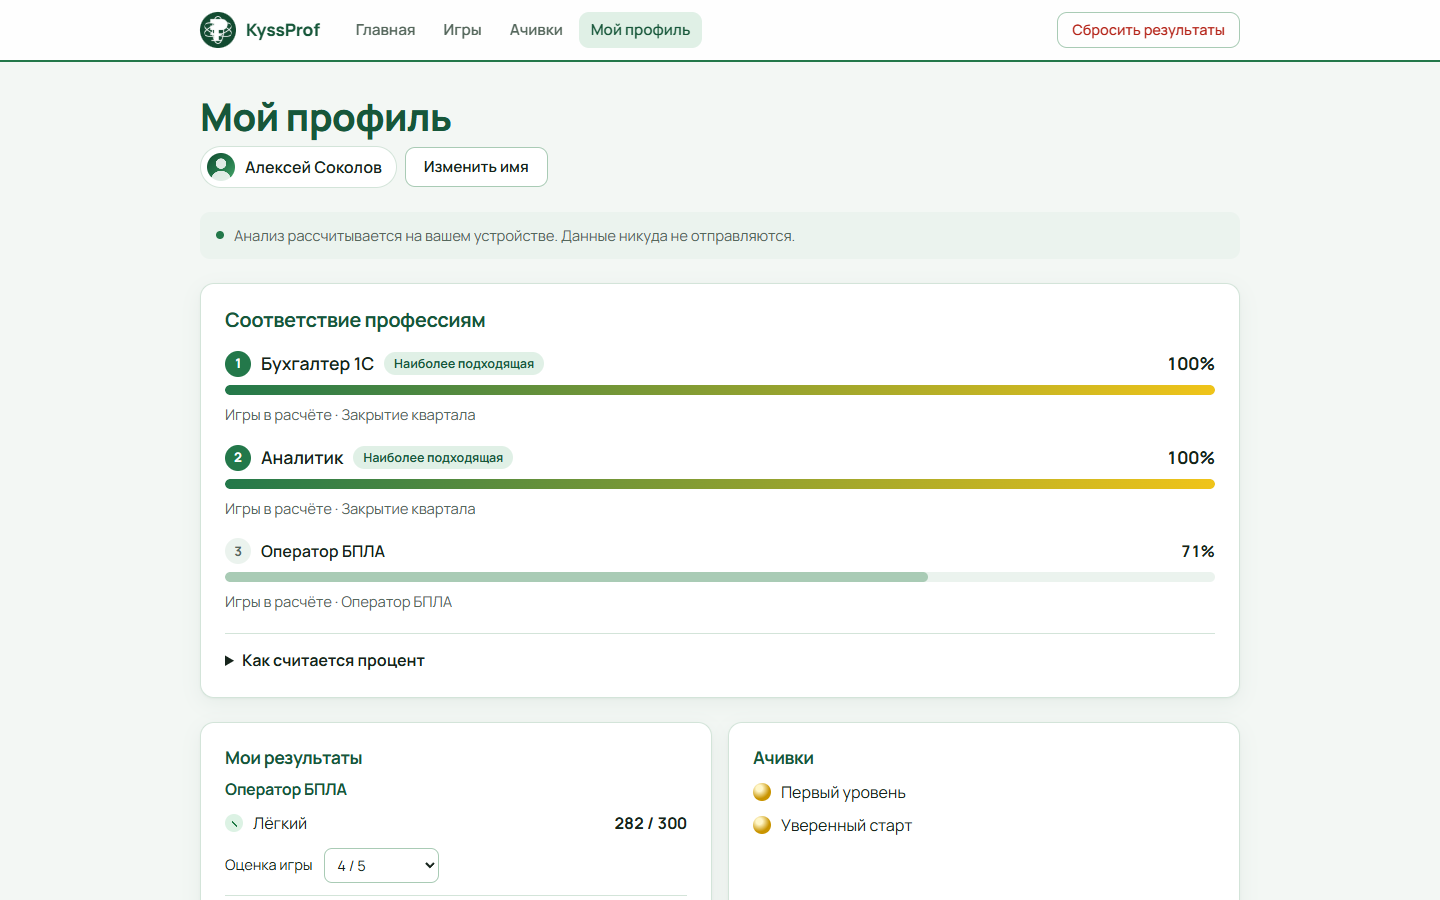 KyssProf
Главная
Игры
Ачивки
Мой профиль
Сбросить результаты
Мой профиль
Алексей Соколов
Изменить имя
Анализ рассчитывается на вашем устройстве. Данные никуда не отправляются.
Соответствие профессиям
1 Бухгалтер 1С Наиболее подходящая 100%
Игры в расчёте · Закрытие квартала
2 Аналитик Наиболее подходящая 100%
Игры в расчёте · Закрытие квартала
3 Оператор БПЛА 71%
Игры в расчёте · Оператор БПЛА
Как считается процент
Мои результаты
Оператор БПЛА
Лёгкий 282 / 300
Оценка игры 4 / 5
Ачивки
Первый уровень
Уверенный старт